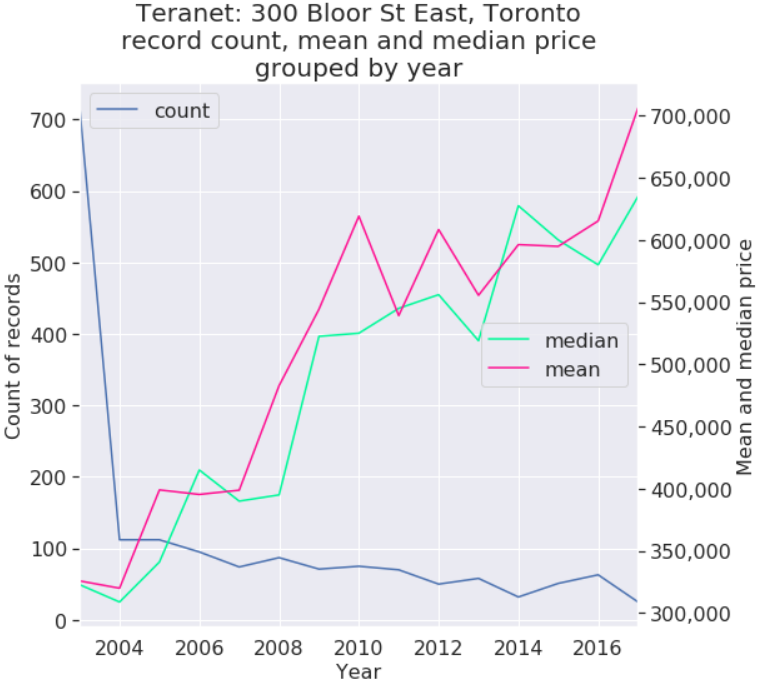 Teranet: 300 Bloor St East, Toronto
record count, mean and median price
grouped by year
count
700
600
500
400
300
200
100
0
Count of records
700,000
650,000
600,000
550,000
500,000
450,000
400,000
350,000
300,000
Mean and median price
median
mean
2004 2006 2008 2010 2012 2014 2016
Year